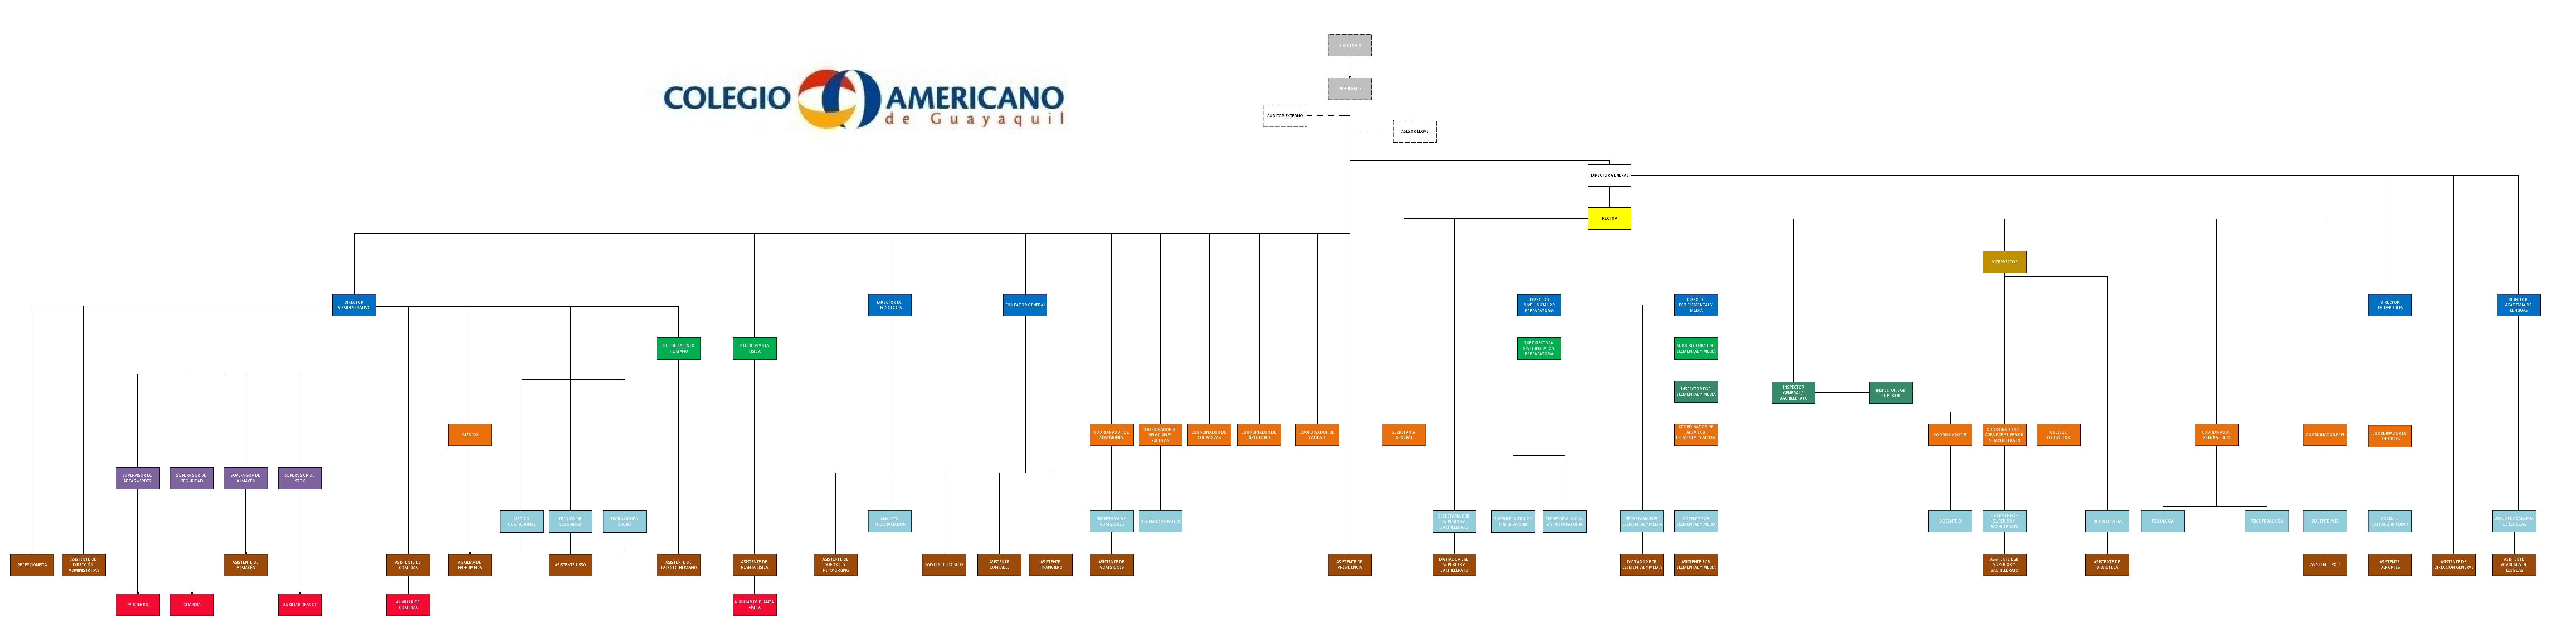 DIRECTORIO
PRESIDENTE
COLEGIO AMERICANO
de Guayaquil
AUDITOR EXTERNO
ASESOR LEGAL
DIRECTOR GENERAL
RECTOR
VICERRECTOR
DIRECTOR
ADMINISTRATIVO
DIRECTOR DE
TECNOLOGÍA
CONTADOR GENERAL
DIRECTOR
NIVEL INICIAL 2 Y
PREPARATORIA
DIRECTOR
EGB ELEMENTAL Y
MEDIA
DIRECTOR
DE DEPORTES
DIRECTOR
ACADEMIA DE
LENGUAS
JEFE DE TALENTO
HUMANO
JEFE DE PLANTA
FÍSICA
SUBDIRECTORA
NIVEL INICIAL 2 Y
PREPARATORIA
SUBDIRECTORA EGB
ELEMENTAL Y MEDIA
INSPECTOR EGB
ELEMENTAL Y MEDIA
INSPECTOR
GENERAL /
BACHILLERATO
INSPECTOR EGB
SUPERIOR
MÉDICO
COORDINADOR DE
ADMISIONES
COORDINADOR DE
RELACIONES
PÚBLICAS
COORDINADOR DE
COBRANZAS
COORDINADOR DE
DIRECTORIO
COORDINADOR DE
CALIDAD
SECRETARIA
GENERAL
COORDINADOR DE
ÁREA EGB
ELEMENTAL Y MEDIA
COORDINADOR BI
COORDINADOR DE
ÁREA EGB SUPERIOR
Y BACHILLERATO
COLLEGE
COUNSELOR
COORDINADOR
GENERAL DECE
COORDINADOR PCEI
COORDINADOR DE
DEPORTES
SUPERVISOR DE
ÁREAS VERDES
SUPERVISOR DE
SEGURIDAD
SUPERVISOR DE
ALMACÉN
SUPERVISOR DE
SSGG
MÉDICO
OCUPACIONAL
TÉCNICO DE
SEGURIDAD
TRABAJADORA
SOCIAL
ANALISTA
PROGRAMADOR
SECRETARIA DE
ADMISIONES
DISEÑADOR GRÁFICO
SECRETARIA EGB
SUPERIOR Y
BACHILLERATO
DOCENTE INICIAL 2 Y
PREPARATORIA
SECRETARIA INICIAL
2 Y PREPARATORIA
SECRETARIA EGB
ELEMENTAL Y MEDIA
DOCENTE EGB
ELEMENTAL Y MEDIA
DOCENTE BI
DOCENTE EGB
SUPERIOR Y
BACHILLERATO
BIBLIOTECARIA
PSICÓLOGA
PSICOPEDAGOGA
DOCENTE PCEI
DOCENTE
EXTRACURRICULAR
DOCENTE ACADEMIA
DE LENGUAS
RECEPCIONISTA
ASISTENTE DE
DIRECCIÓN
ADMINISTRTIVA
ASISTENTE DE
ALMACÉN
ASISTENTE DE
COMPRAS
AUXILIAR DE
ENFERMERÍA
ASISTENTE UISSO
ASISTENTE DE
TALENTO HUMANO
ASISTENTE DE
PLANTA FÍSICA
ASISTENTE DE
SOPORTE Y
NETWORKING
ASISTENTE TÉCNICO
ASISTENTE
CONTABLE
ASISTENTE
FINANCIERO
ASISTENTE DE
ADMISIONES
ASISTENTE DE
PRESIDENCIA
DIGITADOR EGB
SUPERIOR Y
BACHILLERATO
DIGITADOR EGB
ELEMENTAL Y MEDIA
ASISTENTE EGB
ELEMENTAL Y MEDIA
ASISTENTE EGB
SUPERIOR Y
BACHILLERATO
ASISTENTE DE
BIBLIOTECA
ASISTENTE PCEI
ASISTENTE
DEPORTES
ASISTENTE DE
DIRECCIÓN GENERAL
ASISTENTE
ACADEMIA DE
LENGUAS
JARDINERO
GUARDIA
AUXILIAR DE SSGG
AUXILIAR DE
COMPRAS
AUXILIAR DE PLANTA
FÍSICA